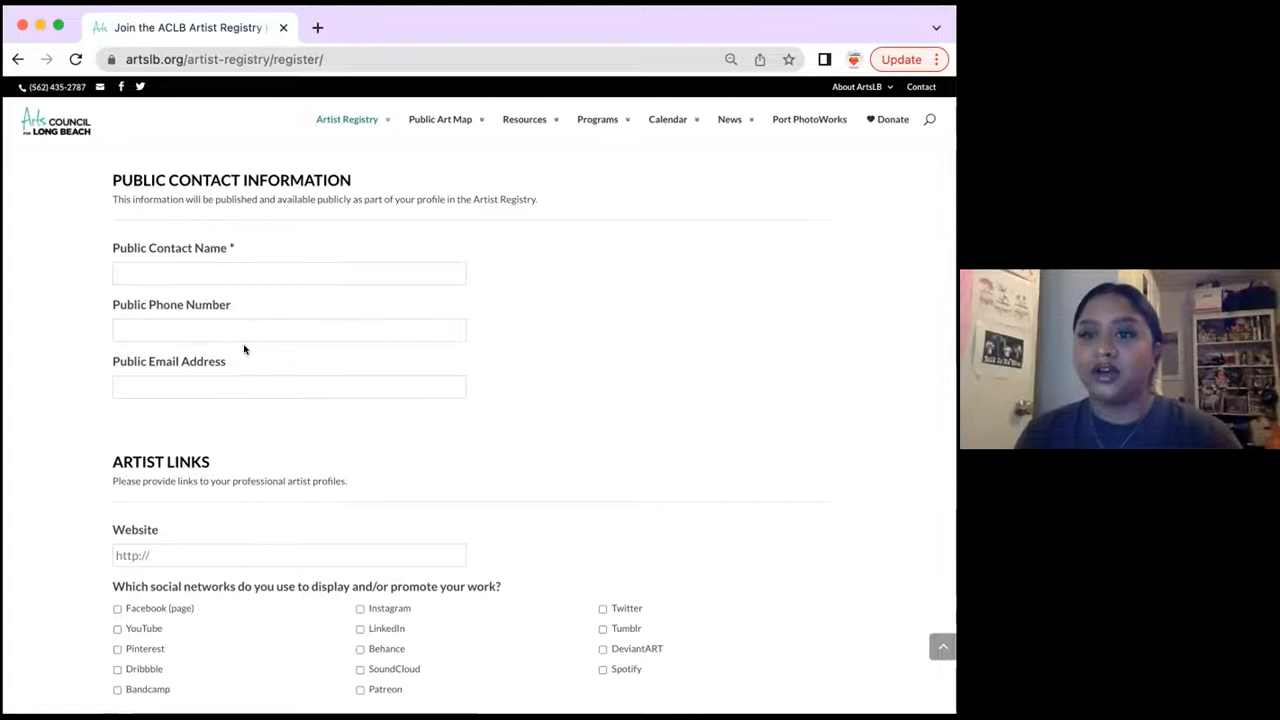 Join the ACLB Artist Registry |
artslb.org/artist-registry/register/
Update
(562) 435-2787
About ArtsLB
Contact
Arts COUNCIL
for LONG BEACH
Artist Registry
Public Art Map
Resources
Programs
Calendar
News
Port PhotoWorks
Donate
PUBLIC CONTACT INFORMATION
This information will be published and available publicly as part of your profile in the Artist Registry.
Public Contact Name *
Public Phone Number
Public Email Address
ARTIST LINKS
Please provide links to your professional artist profiles.
Website
http://
Which social networks do you use to display and/or promote your work?
Facebook (page)
Instagram
Twitter
YouTube
LinkedIn
Tumblr
Pinterest
Behance
DeviantART
Dribbble
SoundCloud
Spotify
Bandcamp
Patreon